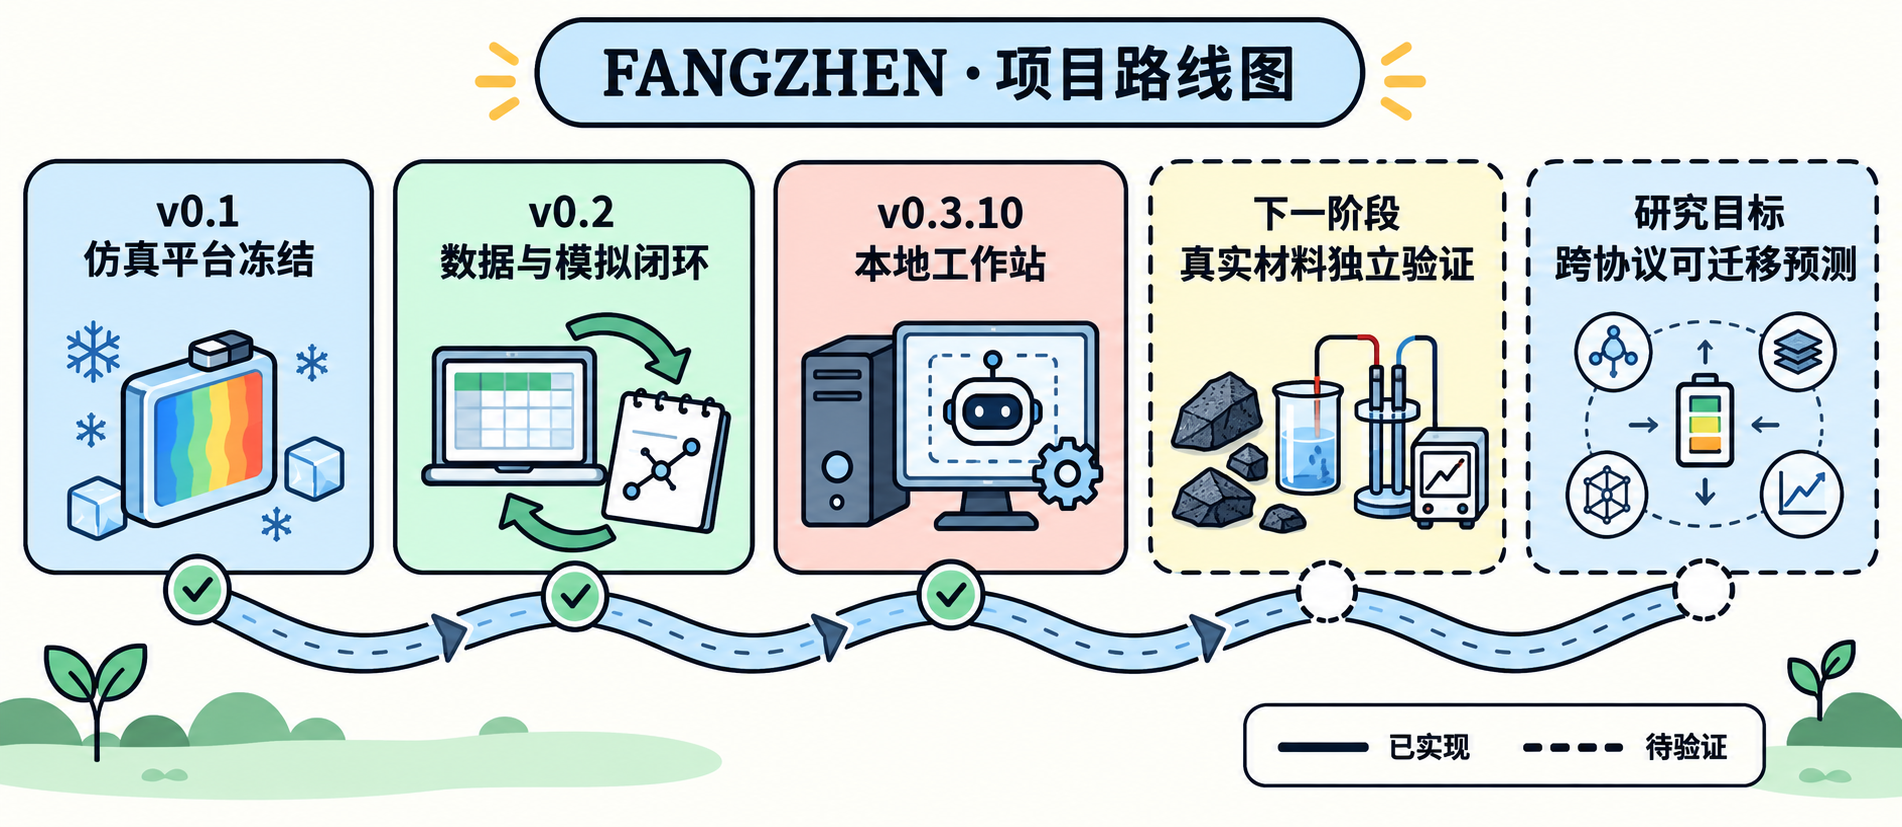 FANGZHEN · 项目路线图
v0.1
仿真平台冻结
v0.2
数据与模拟闭环
v0.3.10
本地工作站
下一阶段
真实材料独立验证
研究目标
跨协议可迁移预测
已实现
待验证